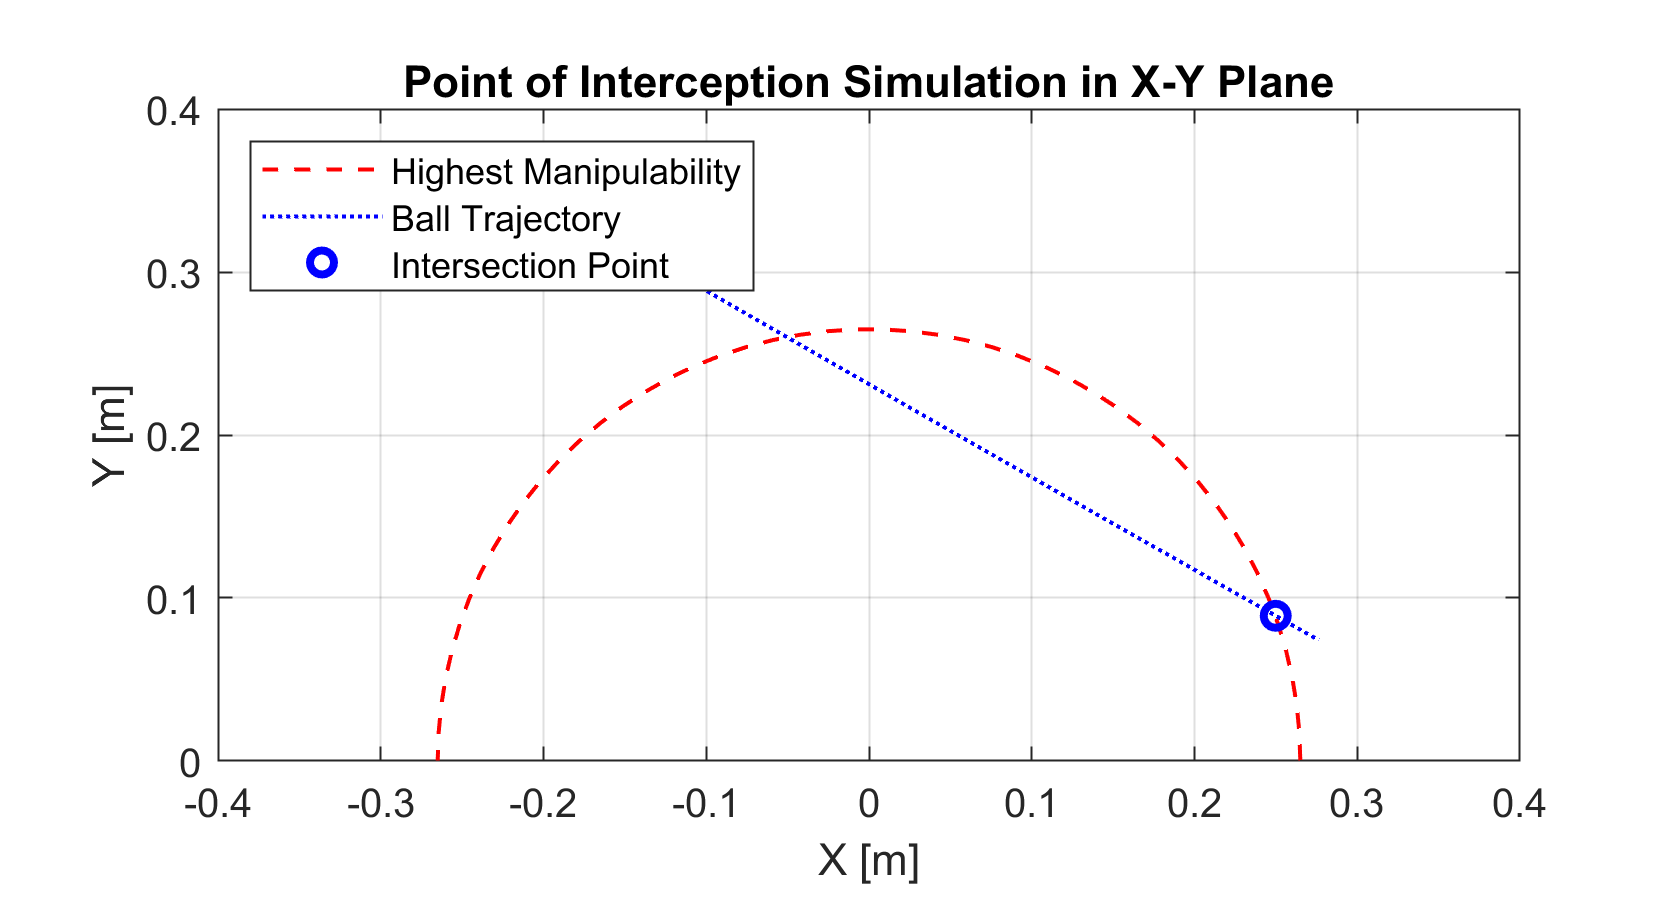 Point of Interception Simulation in X-Y Plane
0.4
Highest Manipulability
Ball Trajectory
Intersection Point
0.3
0.2
0.1
0
Y [m]
-0.4 -0.3 -0.2 -0.1 0 0.1 0.2 0.3 0.4
X [m]